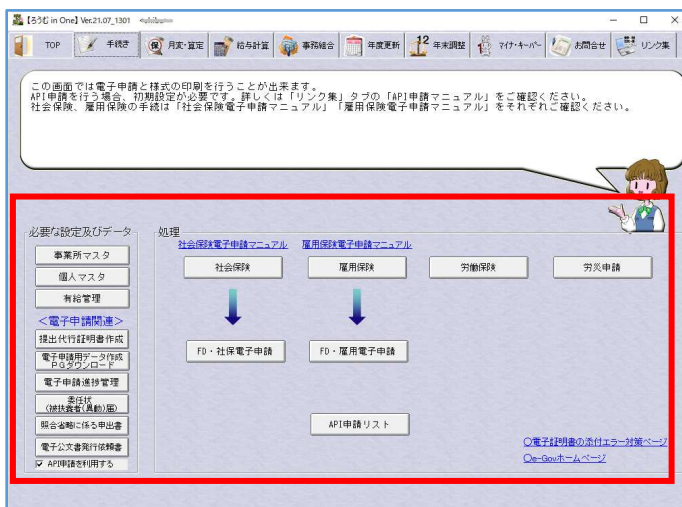 【ろうむ in One】 Ver.21.07_1301
TOP
手続き
月変・算定
給与計算
事務組合
年度更新
12
年末調整
マイナ・キーパー
お問合せ
リンク集
この画面では電子申請と様式の印刷を行うことが出来ます。
API申請を行う場合、初期設定が必要です。詳しくは「リンク集」タブの「API申請マニュアル」をご確認ください。
社会保険、雇用保険の手続は「社会保険電子申請マニュアル」「雇用保険電子申請マニュアル」をそれぞれご確認ください。
必要な設定及びデータ
事業所マスタ
個人マスタ
有給管理
<電子申請関連>
提出代行証明書作成
電子申請用データ作成
PGダウンロード
電子申請進捗管理
委任状
(被扶養者(異動)届)
照合省略に係る申出書
電子公文書発行依頼書
API申請を利用する
処理
社会保険電子申請マニュアル
雇用保険電子申請マニュアル
社会保険
雇用保険
労働保険
労災申請
FD・社保電子申請
FD・雇用電子申請
API申請リスト
○電子証明書の添付エラー対策ページ
○e-Govホームページ